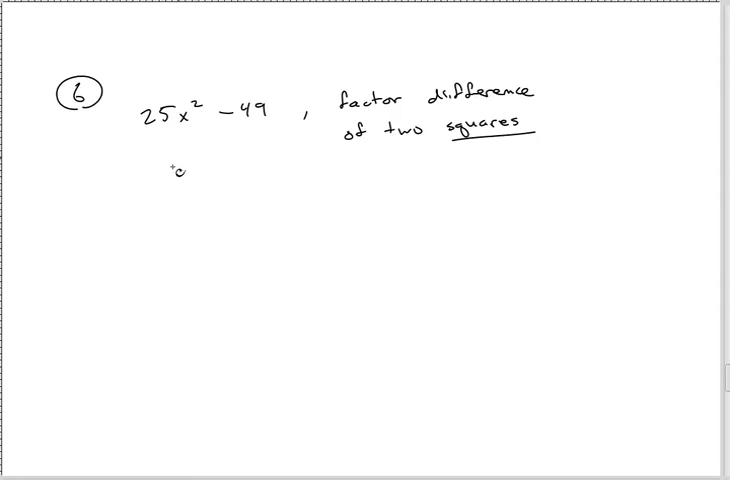 6
25x² - 49 , factor difference
of two squares
a